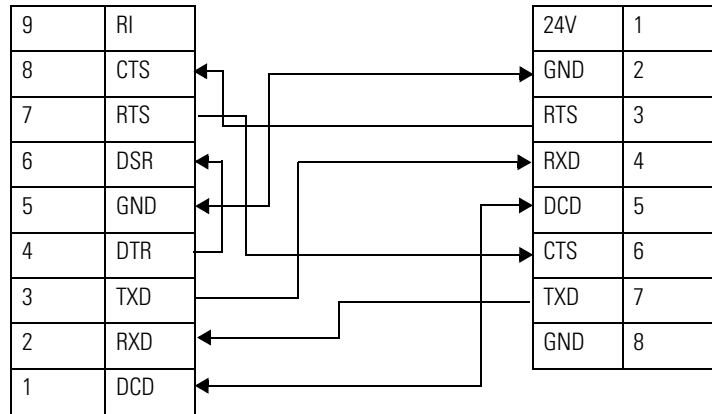 9 RI
8 CTS
7 RTS
6 DSR
5 GND
4 DTR
3 TXD
2 RXD
1 DCD
24V 1
GND 2
RTS 3
RXD 4
DCD 5
CTS 6
TXD 7
GND 8